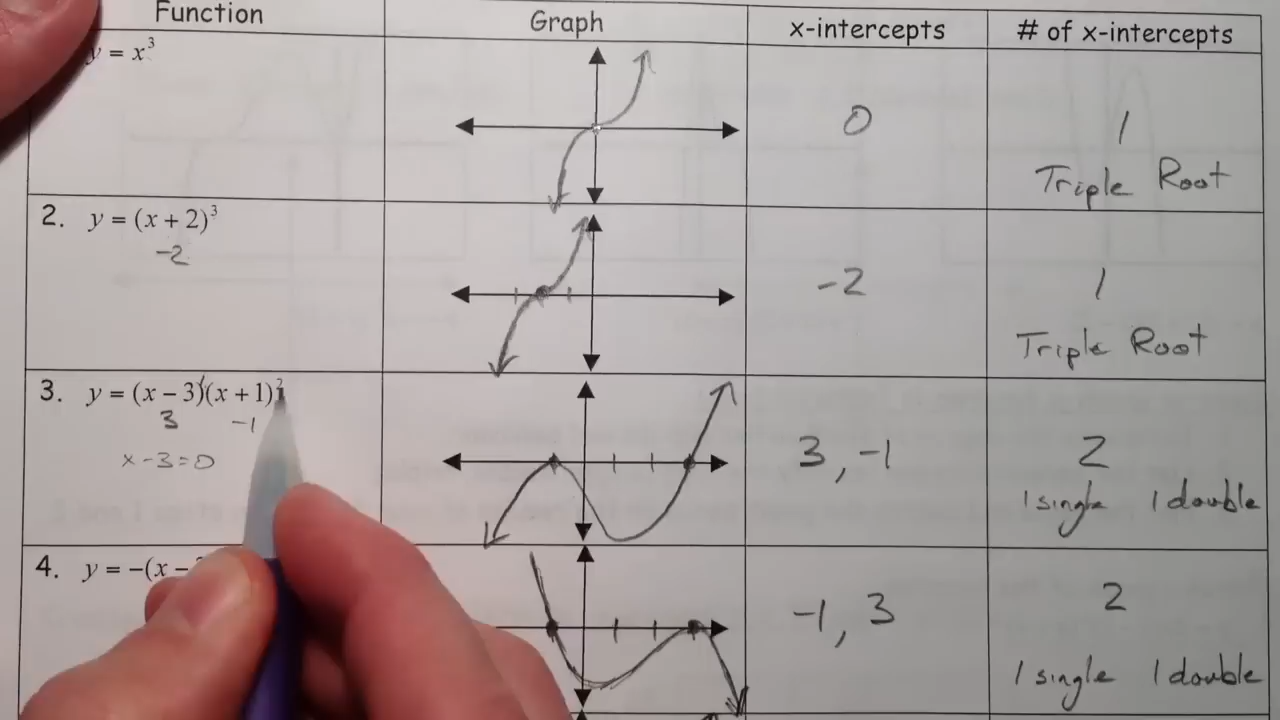 Function Graph x-intercepts # of x-intercepts
y = x³ 0 1
Triple Root
2. y = (x + 2)³ -2 1
-2
Triple Root
3. y = (x − 3)¹(x + 1)² 3, -1 2
3 -1
x-3=0 1 single 1 double
4. y = −(x − -1, 3 2
1 single 1 double